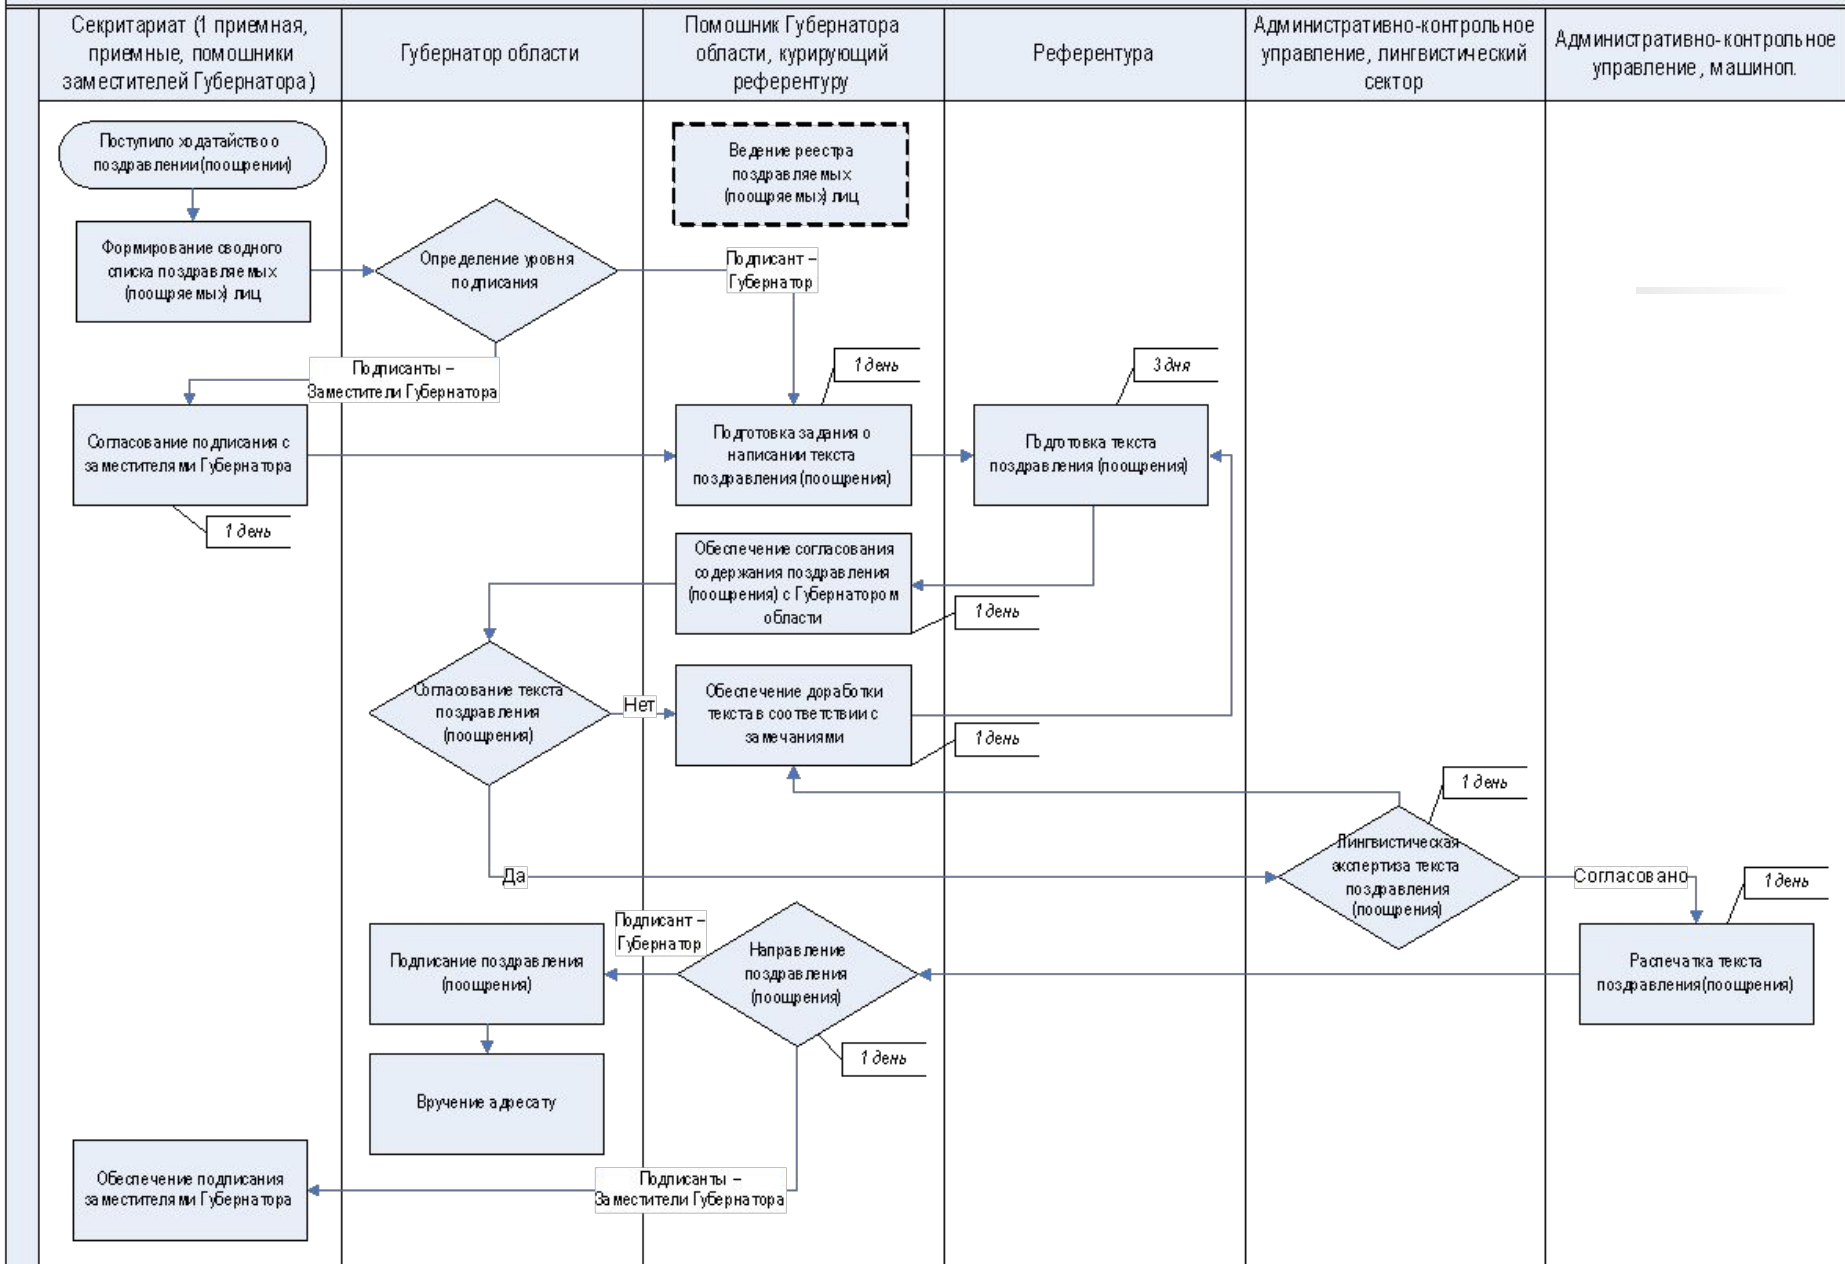 Секритариат (1 приемная,
приемные, помошники
заместителей Губернатора)
Губернатор области
Помошник Губернатора
области, курирующий
референтуру
Референтура
Административно-контрольное
управление, лингвистический
сектор
Административно-контрольное
управление, машиноп.
Поступило ходатайство о
поздравлении(поощрении)
Ведение реестра
поздравляемых
(поощряемых) лиц
Формирование сводного
списка поздравляемых
(поощряемых) лиц
Определение уровня
подписания
Подписант –
Губернатор
Подписанты –
Заместители Губернатора
1 день
3 дня
Согласование подписания с
заместителями Губернатора
1 день
Подготовка задания о
написании текста
поздравления(поощрения)
Подготовка текста
поздравления (поощрения)
Обеспечение согласования
содержания поздравления
(поощрения) с Губернатором
области
1 день
Согласование текста
поздравления
(поощрения)
Нет
Обеспечение доработки
текста в соответствии с
замечаниями
1 день
1 день
Лингвистическая
экспертиза текста
поздравления
(поощрения)
Да
Согласовано
1 день
Подписант –
Губернатор
Подписание поздравления
(поощрения)
Направление
поздравления
(поощрения)
Распечатка текста
поздравления(поощрения)
1 день
Вручение адресату
Обеспечение подписания
заместителями Губернатора
Подписанты –
Заместители Губернатора